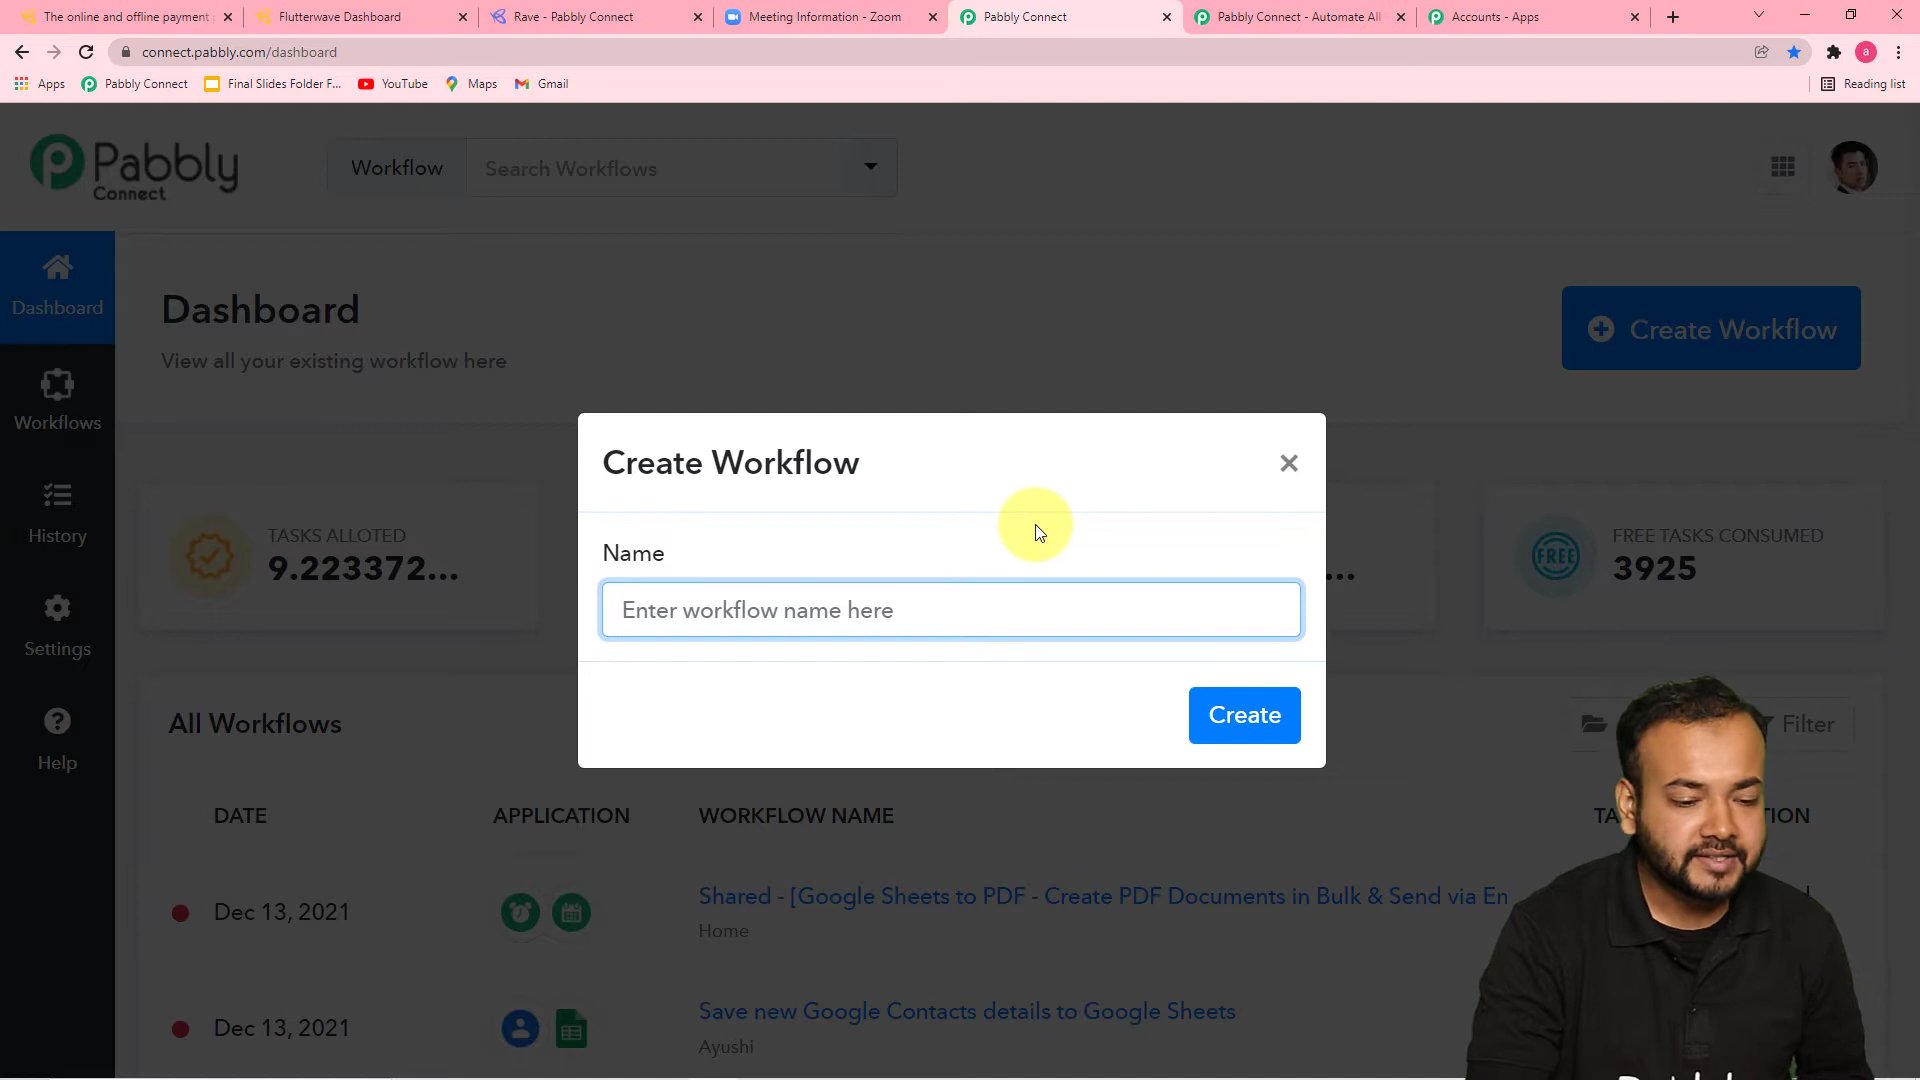 The online and offline payment
Flutterwave Dashboard
Rave - Pabbly Connect
Meeting Information - Zoom
Pabbly Connect
Pabbly Connect - Automate All
Accounts - Apps
connect.pabbly.com/dashboard
a
Apps
Pabbly Connect
Final Slides Folder F...
YouTube
Maps
Gmail
Reading list
Pabbly
Connect
Workflow
Search Workflows
Dashboard
Dashboard
View all your existing workflow here
Create Workflow
Workflows
Create Workflow
History
TASKS ALLOTED
9.223372...
Name
Enter workflow name here
...
FREE
FREE TASKS CONSUMED
3925
Settings
Create
Help
All Workflows
Filter
DATE
APPLICATION
WORKFLOW NAME
Dec 13, 2021
Shared - [Google Sheets to PDF - Create PDF Documents in Bulk & Send via Em
Home
Dec 13, 2021
Save new Google Contacts details to Google Sheets
Ayushi